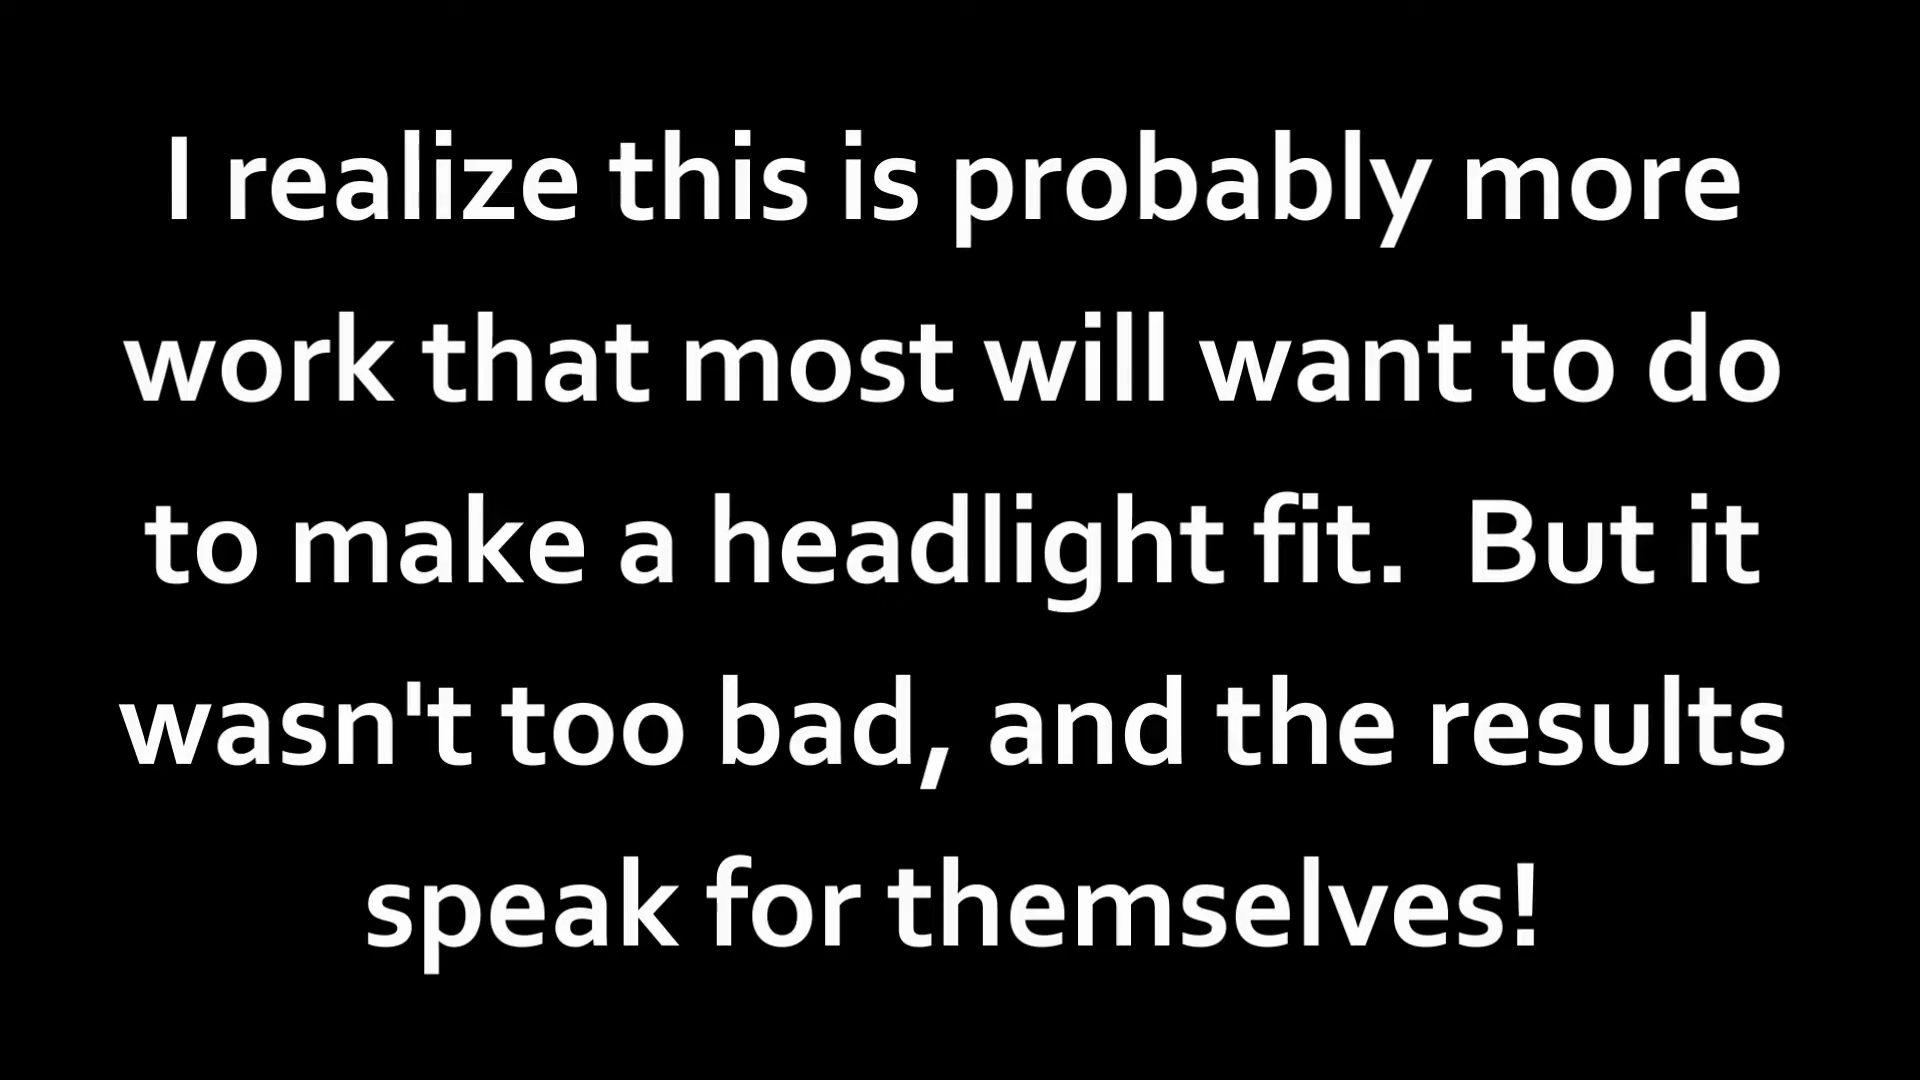 I realize this is probably more
work that most will want to do
to make a headlight fit.  But it
wasn't too bad, and the results
speak for themselves!